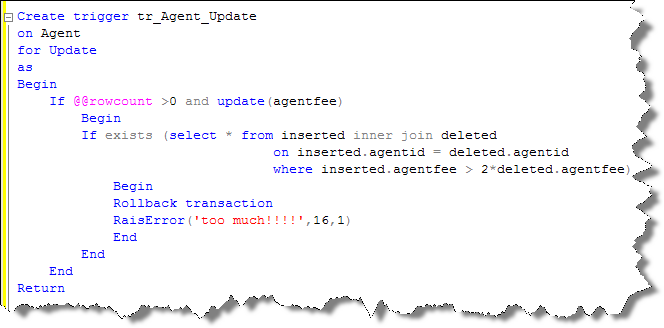 Create trigger tr_Agent_Update
on Agent
for Update
as
Begin
    If @@rowcount >0 and update(agentfee)
        Begin
        If exists (select * from inserted inner join deleted
                                on inserted.agentid = deleted.agentid
                                where inserted.agentfee > 2*deleted.agentfee)
            Begin
            Rollback transaction
            RaisError('too much!!!!',16,1)
            End
        End
    End
Return